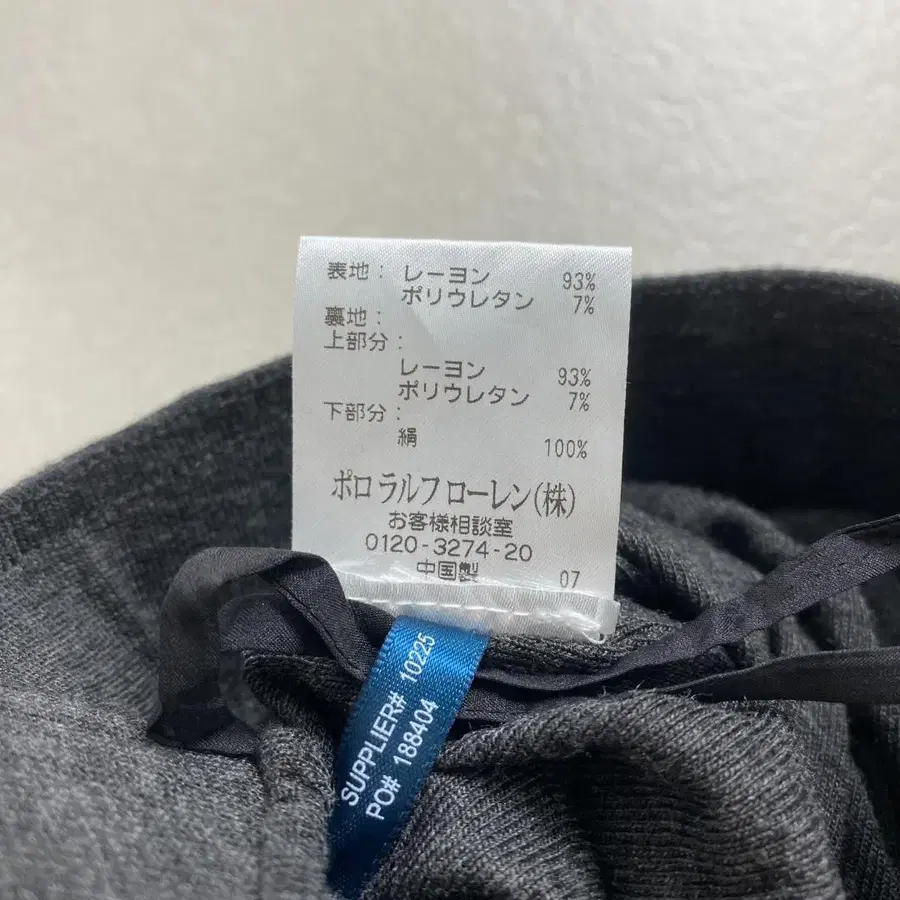 表地： レーヨン 93%
ポリウレタン 7%
裏地：
上部分：
レーヨン 93%
ポリウレタン 7%
下部分：
絹 100%
ポロ ラルフ ローレン(株)
お客様相談室
0120-3274-20
中国製 07
SUPPLIER# 10225
PO# 188404